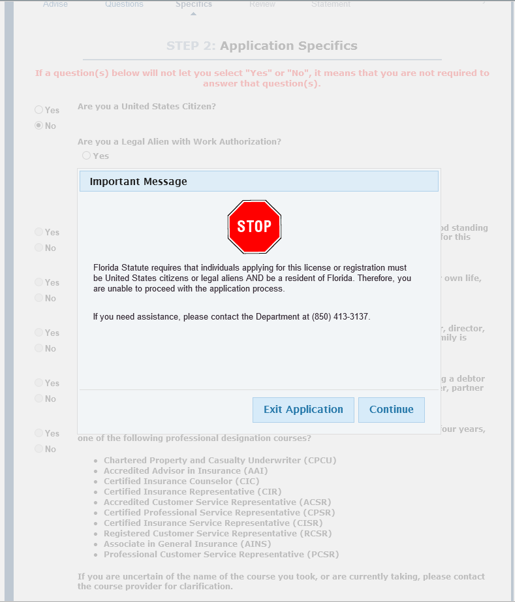 Advise Questions Specifics Review Statement
STEP 2: Application Specifics
If a question(s) below will not let you select "Yes" or "No", it means that you are not required to
answer that question(s).
Yes
Are you a United States Citizen?
No
Are you a Legal Alien with Work Authorization?
Yes
Important Message
STOP
Florida Statute requires that individuals applying for this license or registration must
be United States citizens or legal aliens AND be a resident of Florida. Therefore, you
are unable to proceed with the application process.
If you need assistance, please contact the Department at (850) 413-3137.
Yes
standing
for this
No
Yes
own life,
No
Yes
director,
is
No
Yes
a debtor
partner
No
Exit Application Continue
Yes
years,
one of the following professional designation courses?
No
• Chartered Property and Casualty Underwriter (CPCU)
• Accredited Advisor in Insurance (AAI)
• Certified Insurance Counselor (CIC)
• Certified Insurance Representative (CIR)
• Accredited Customer Service Representative (ACSR)
• Certified Professional Service Representative (CPSR)
• Certified Insurance Service Representative (CISR)
• Registered Customer Service Representative (RCSR)
• Associate in General Insurance (AINS)
• Professional Customer Service Representative (PCSR)
If you are uncertain of the name of the course you took, or are currently taking, please contact
the course provider for clarification.